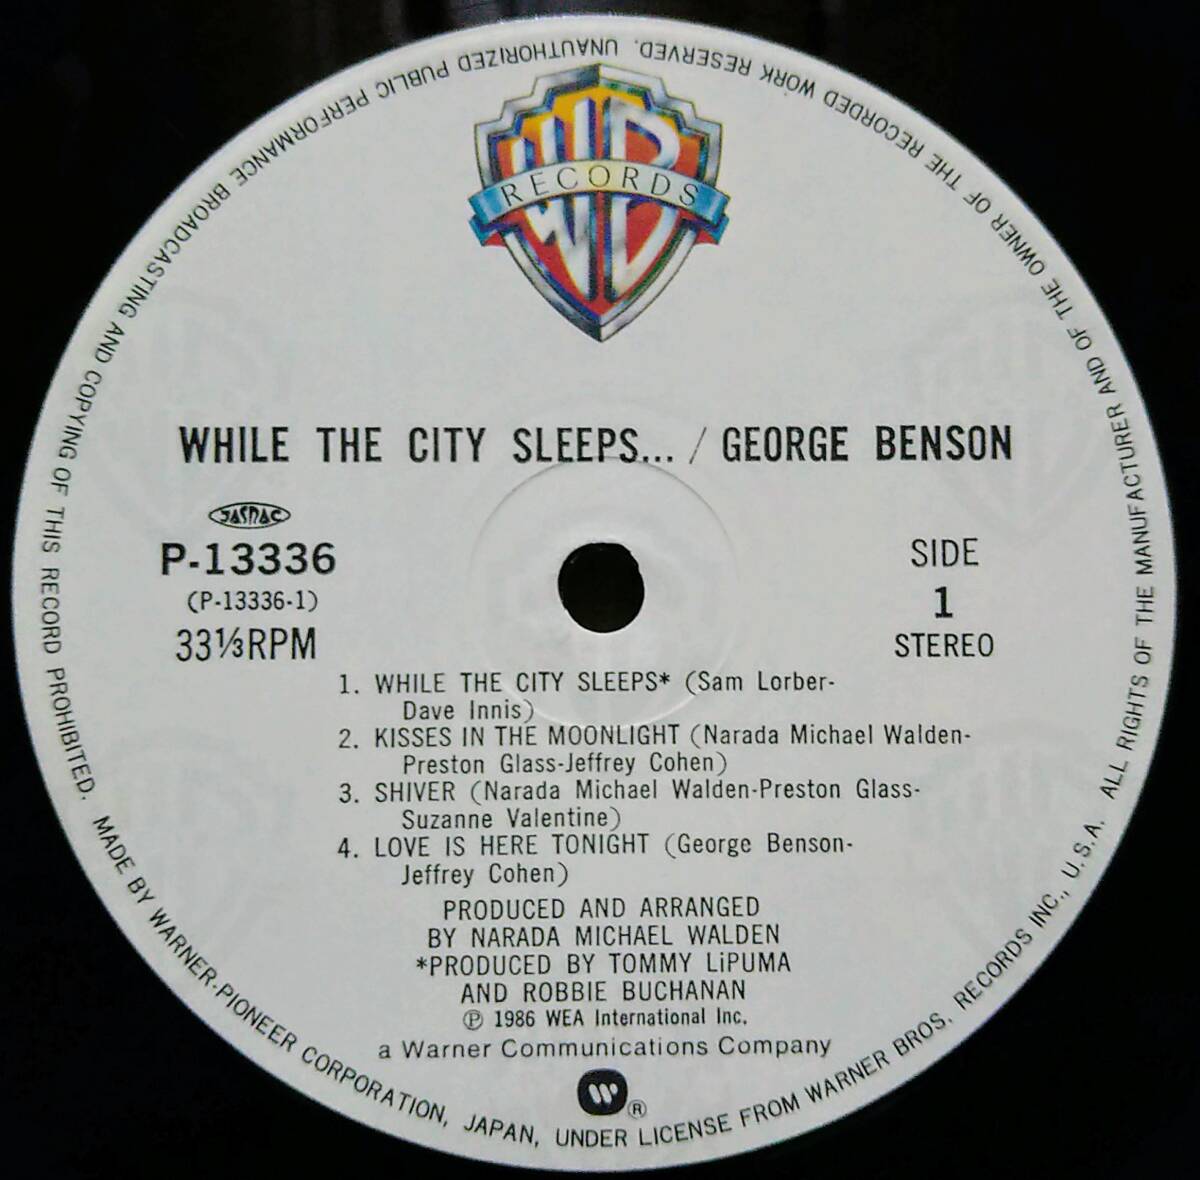 WB
RECORDS
WHILE THE CITY SLEEPS... / GEORGE BENSON
JASRAC
P-13336
(P-13336-1)
33⅓RPM
SIDE
1
STEREO
1. WHILE THE CITY SLEEPS* (Sam Lorber-
Dave Innis)
2. KISSES IN THE MOONLIGHT (Narada Michael Walden-
Preston Glass-Jeffrey Cohen)
3. SHIVER (Narada Michael Walden-Preston Glass-
Suzanne Valentine)
4. LOVE IS HERE TONIGHT (George Benson-
Jeffrey Cohen)
PRODUCED AND ARRANGED
BY NARADA MICHAEL WALDEN
*PRODUCED BY TOMMY LiPUMA
AND ROBBIE BUCHANAN
℗ 1986 WEA International Inc.
a Warner Communications Company
W®
MADE BY WARNER-PIONEER CORPORATION, JAPAN, UNDER LICENSE FROM WARNER BROS. RECORDS INC., U.S.A. ALL RIGHTS OF THE MANUFACTURER AND OF THE OWNER OF THE RECORDED WORK RESERVED. UNAUTHORIZED PUBLIC PERFORMANCE BROADCASTING AND COPYING OF THIS RECORD PROHIBITED.